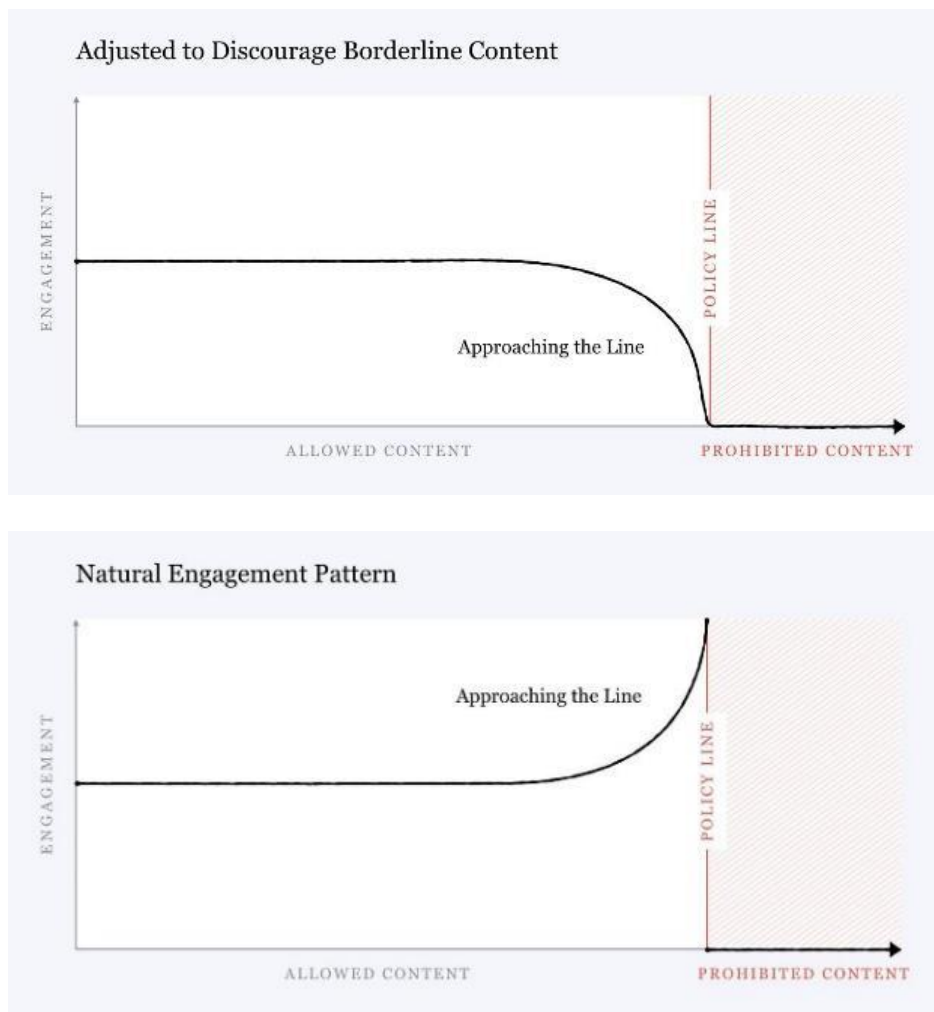 Adjusted to Discourage Borderline Content
ENGAGEMENT
POLICY LINE
Approaching the Line
ALLOWED CONTENT
PROHIBITED CONTENT
Natural Engagement Pattern
ENGAGEMENT
Approaching the Line
POLICY LINE
ALLOWED CONTENT
PROHIBITED CONTENT